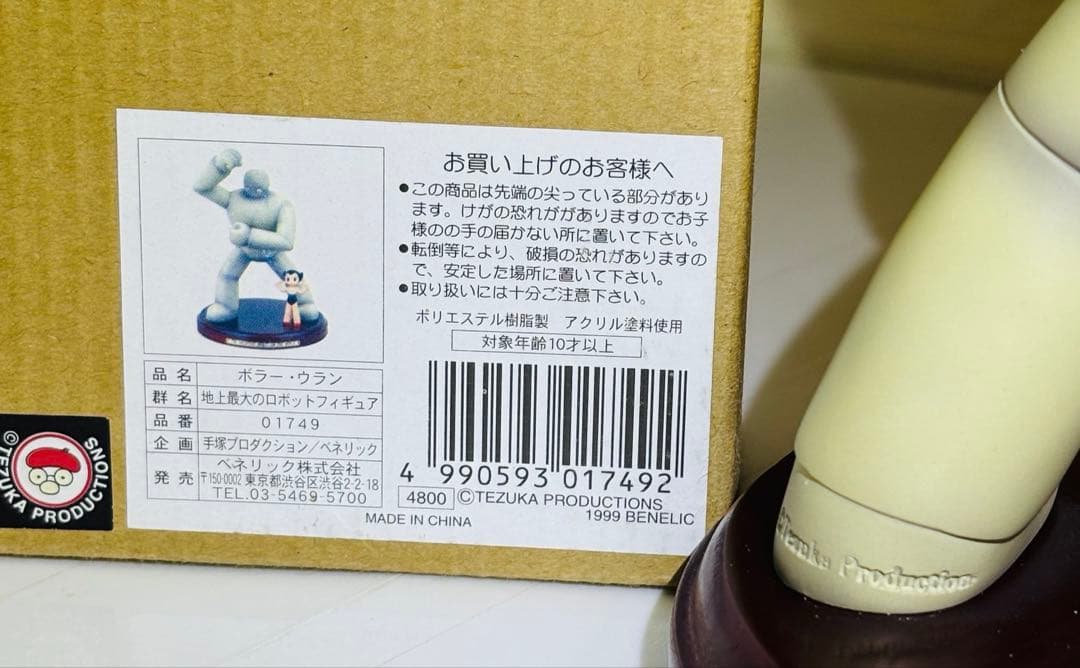 お買い上げのお客様へ
●この商品は先端の尖っている部分があり
ます。けがの恐れががありますのでお子
様のの手の届かない所に置いて下さい。
●転倒等により、破損の恐れがありますの
で、安定した場所に置いて下さい。
●取り扱いには十分ご注意下さい。
ポリエステル樹脂製 アクリル塗料使用
対象年齢10才以上
品名 ボラー・ウラン
群名 地上最大のロボットフィギュア
品番 01749
企画 手塚プロダクション/ベネリック
発売 ベネリック株式会社
〒150-0002 東京都渋谷区渋谷2-2-18
TEL.03-5469-5700
4 990593 017492
4800 ©TEZUKA PRODUCTIONS
1999 BENELIC
MADE IN CHINA
©TEZUKA PRODUCTIONS
Tezuka Production